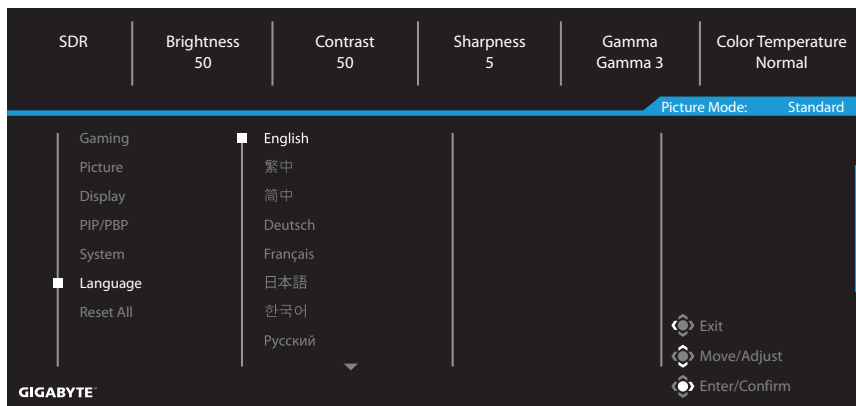 SDR
Brightness
50
Contrast
50
Sharpness
5
Gamma
Gamma 3
Color Temperature
Normal
Picture Mode: Standard
Gaming
Picture
Display
PIP/PBP
System
Language
Reset All
English
繁中
简中
Deutsch
Français
日本語
한국어
Русский
Exit
Move/Adjust
Enter/Confirm
GIGABYTE™